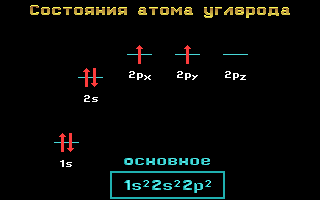 Состояния атома углерода
2px 2py 2pz
2s
1s
основное
1s²2s²2p²